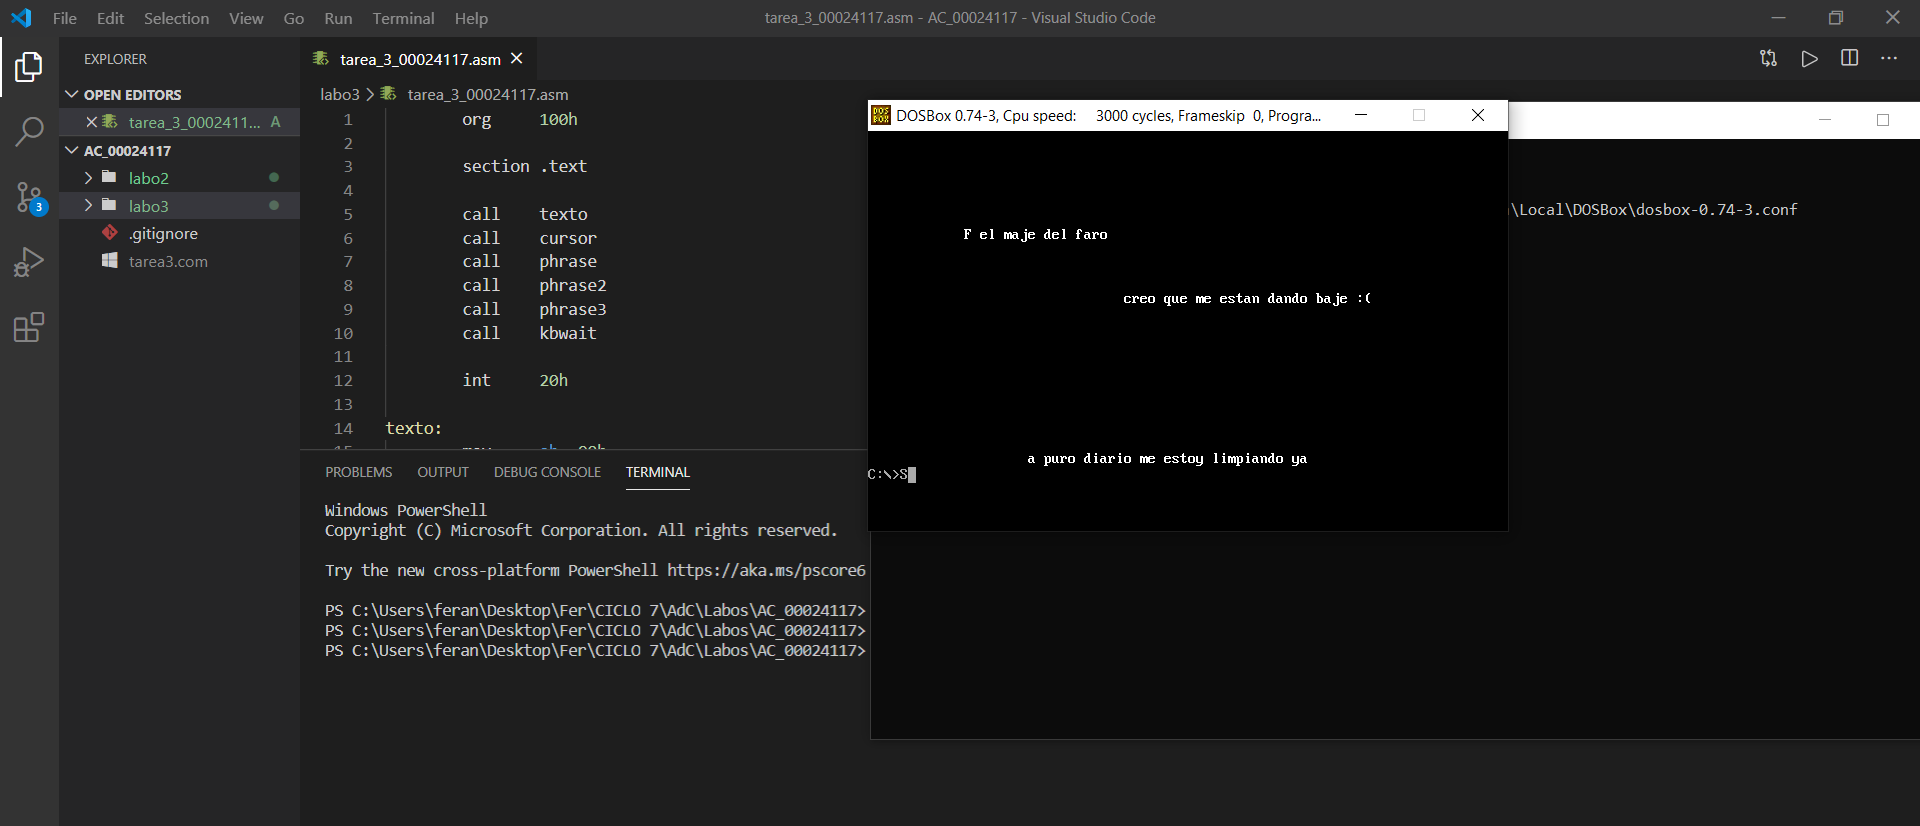 File Edit Selection View Go Run Terminal Help
tarea_3_00024117.asm - AC_00024117 - Visual Studio Code
EXPLORER
OPEN EDITORS
tarea_3_0002411... A
AC_00024117
labo2
labo3
.gitignore
tarea3.com
3
tarea_3_00024117.asm
labo3 > tarea_3_00024117.asm
1 org 100h
2
3 section .text
4
5 call texto
6 call cursor
7 call phrase
8 call phrase2
9 call phrase3
10 call kbwait
11
12 int 20h
13
14 texto:
PROBLEMS OUTPUT DEBUG CONSOLE TERMINAL
Windows PowerShell
Copyright (C) Microsoft Corporation. All rights reserved.
Try the new cross-platform PowerShell https://aka.ms/pscore6
PS C:\Users\feran\Desktop\Fer\CICLO 7\AdC\Labos\AC_00024117>
PS C:\Users\feran\Desktop\Fer\CICLO 7\AdC\Labos\AC_00024117>
PS C:\Users\feran\Desktop\Fer\CICLO 7\AdC\Labos\AC_00024117>
DOSBox 0.74-3, Cpu speed: 3000 cycles, Frameskip 0, Progra...
F el maje del faro
creo que me estan dando baje :(
a puro diario me estoy limpiando ya
C:\>S
\Local\DOSBox\dosbox-0.74-3.conf